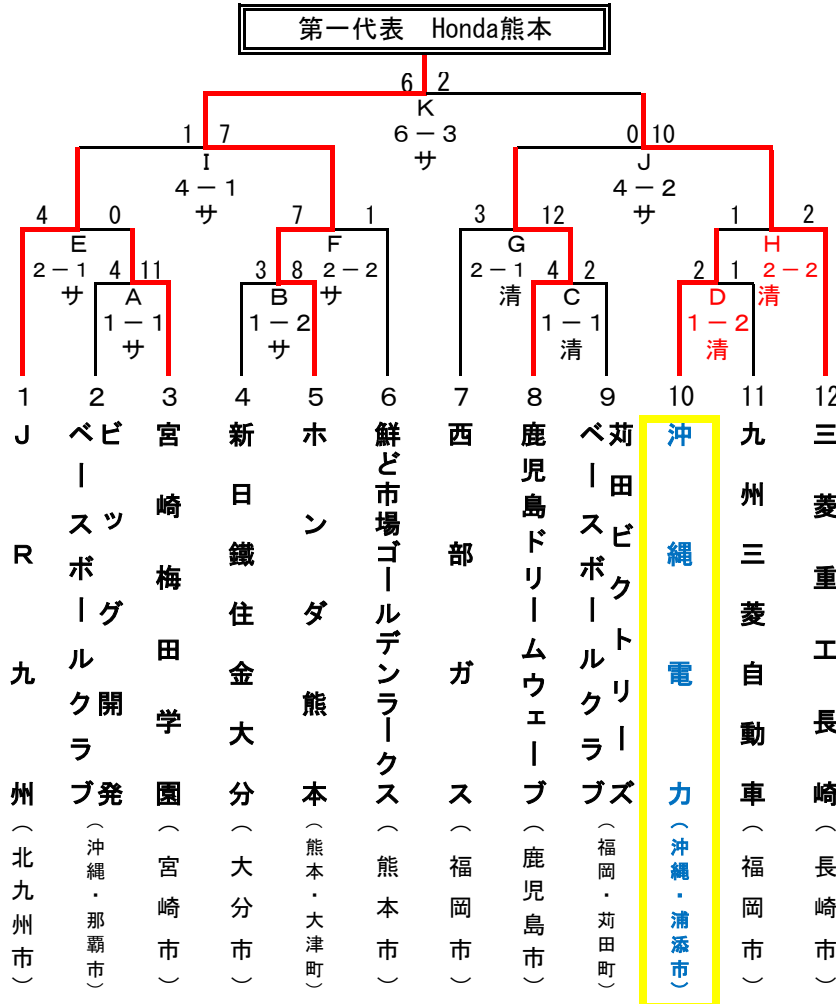 第一代表 Honda熊本
6 2
K
6－3
サ
1 7
I
4－1
サ
0 10
J
4－2
サ
4 0
E
2－1
サ
7 1
F
2－2
サ
3 12
G
2－1
清
1 2
H
2－2
清
4 11
A
1－1
サ
3 8
B
1－2
サ
4 2
C
1－1
清
2 1
D
1－2
清
1 2 3 4 5 6 7 8 9 10 11 12
JR九州（北九州市）
ビッグ開発
ベースボールクラブ（沖縄・那覇市）
宮崎梅田学園（宮崎市）
新日鐵住金大分（大分市）
ホンダ熊本（熊本・大津町）
鮮ど市場ゴールデンラークス（熊本市）
西部ガス（福岡市）
鹿児島ドリームウェーブ（鹿児島市）
苅田ビクトリーズ
ベースボールクラブ（福岡・苅田町）
沖縄電力（沖縄・浦添市）
九州三菱自動車（福岡市）
三菱重工長崎（長崎市）